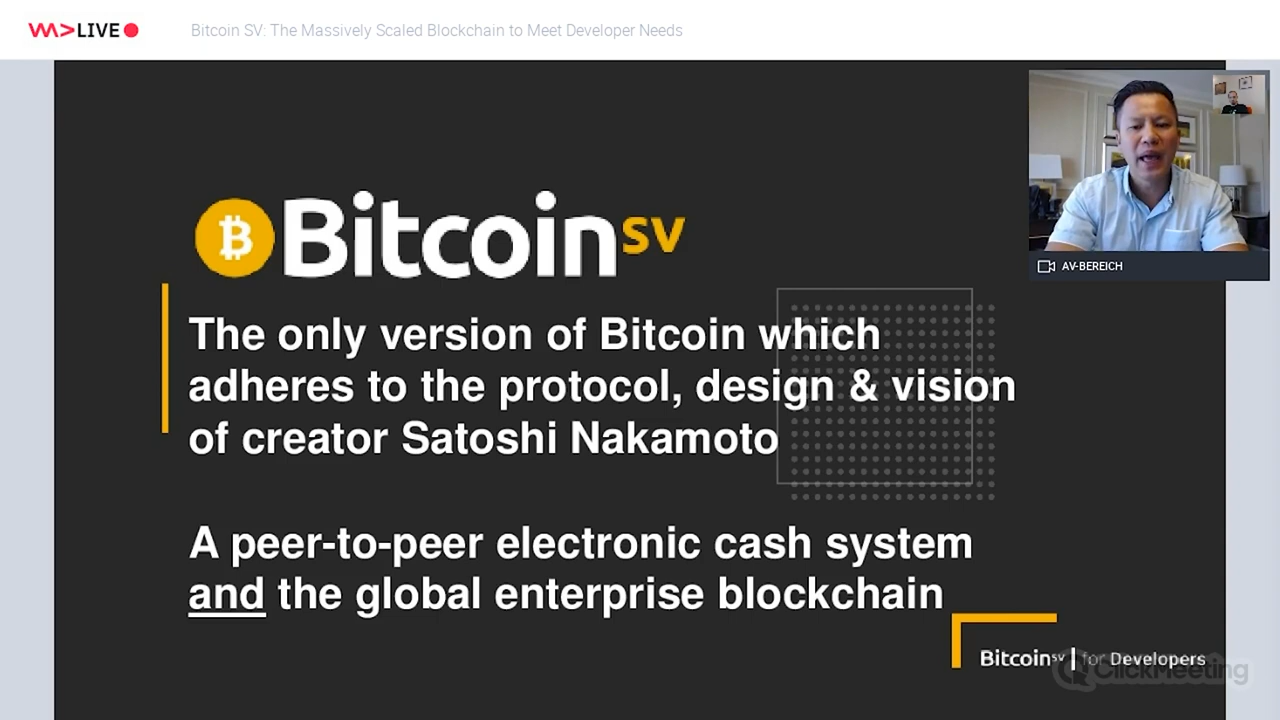 WA>LIVE
Bitcoin SV: The Massively Scaled Blockchain to Meet Developer Needs
AV-BEREICH
Bitcoin SV
The only version of Bitcoin which
adheres to the protocol, design & vision
of creator Satoshi Nakamoto
A peer-to-peer electronic cash system
and the global enterprise blockchain
Bitcoin SV | for Developers
ClickMeeting